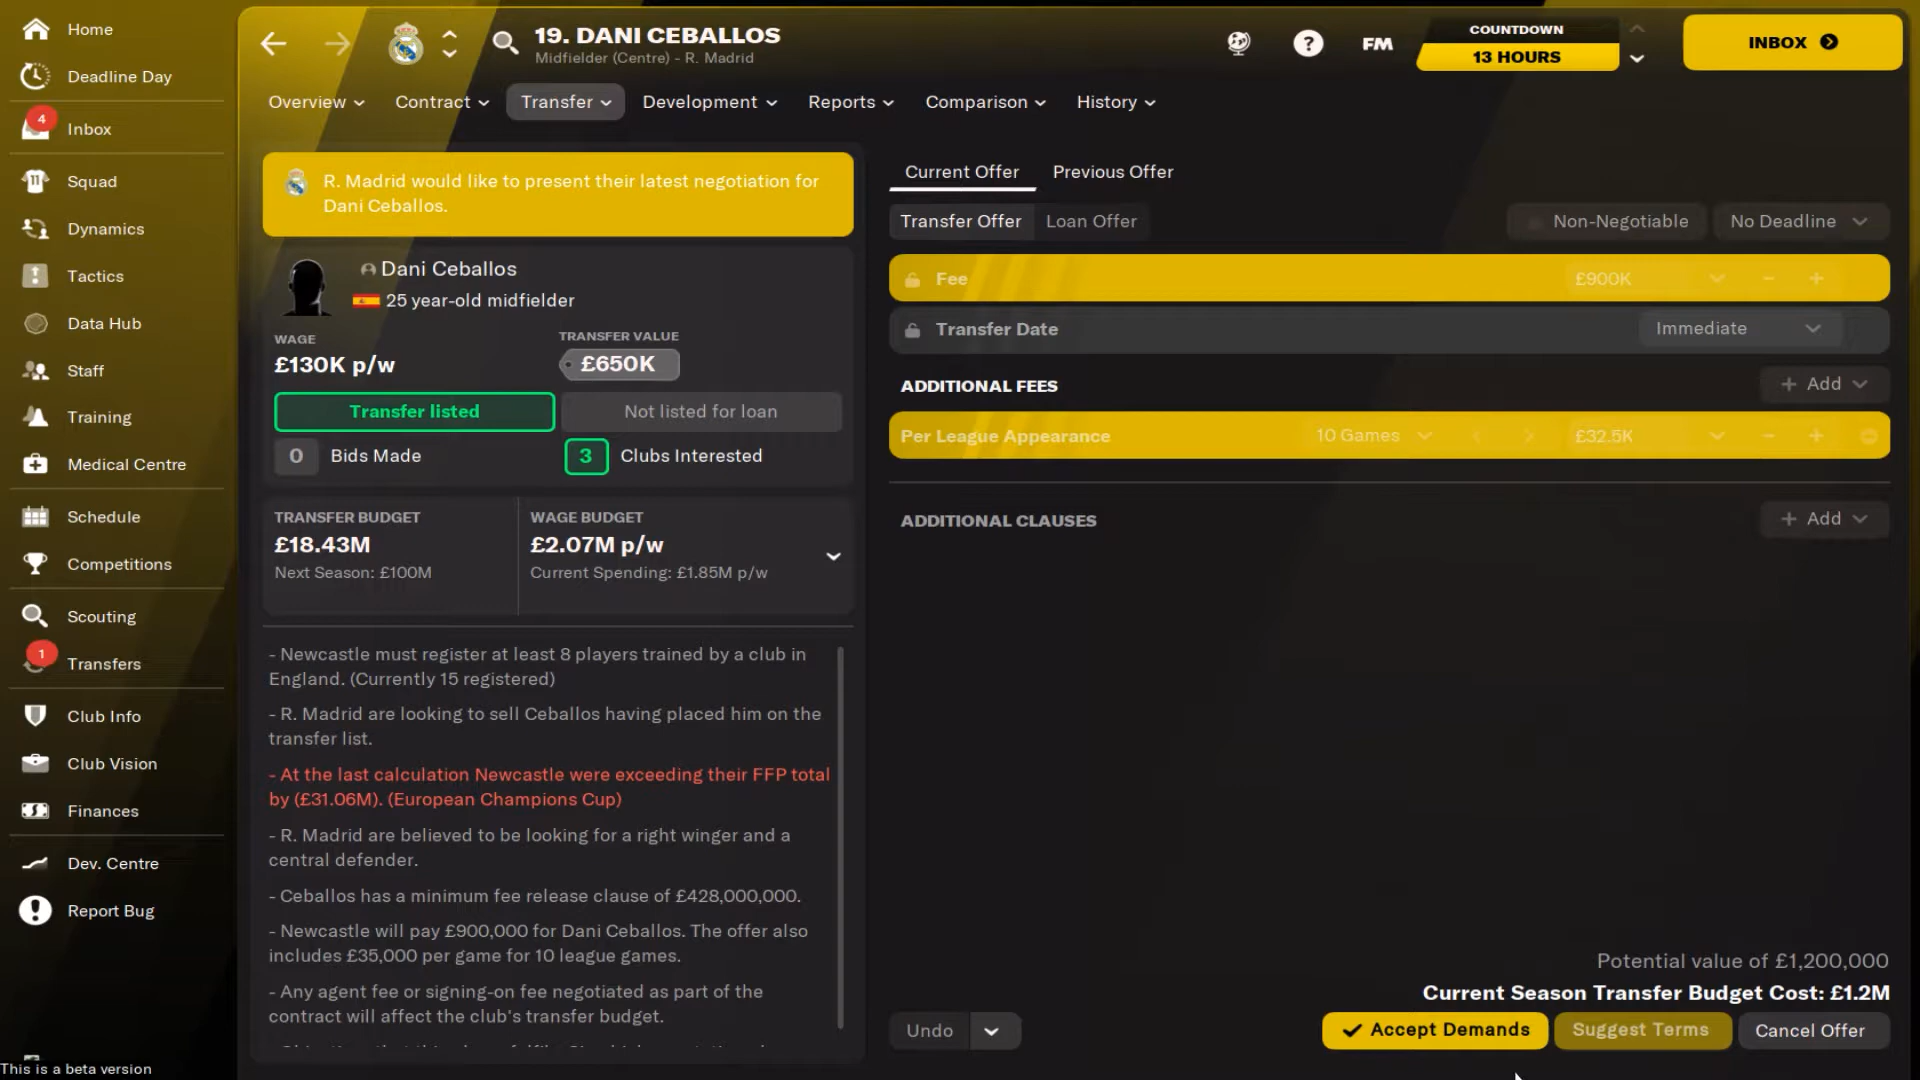 Home
Deadline Day
4
Inbox
11
Squad
Dynamics
Tactics
Data Hub
Staff
Training
Medical Centre
Schedule
Competitions
Scouting
1
Transfers
Club Info
Club Vision
Finances
Dev. Centre
Report Bug
This is a beta version
19. DANI CEBALLOS
Midfielder (Centre) - R. Madrid
?
FM
COUNTDOWN
13 HOURS
INBOX
Overview
Contract
Transfer
Development
Reports
Comparison
History
R. Madrid would like to present their latest negotiation for
Dani Ceballos.
Dani Ceballos
25 year-old midfielder
WAGE
£130K p/w
TRANSFER VALUE
£650K
Transfer listed
Not listed for loan
0 Bids Made
3 Clubs Interested
TRANSFER BUDGET
£18.43M
Next Season: £100M
WAGE BUDGET
£2.07M p/w
Current Spending: £1.85M p/w
- Newcastle must register at least 8 players trained by a club in
England. (Currently 15 registered)
- R. Madrid are looking to sell Ceballos having placed him on the
transfer list.
- At the last calculation Newcastle were exceeding their FFP total
by (£31.06M). (European Champions Cup)
- R. Madrid are believed to be looking for a right winger and a
central defender.
- Ceballos has a minimum fee release clause of £428,000,000.
- Newcastle will pay £900,000 for Dani Ceballos. The offer also
includes £35,000 per game for 10 league games.
- Any agent fee or signing-on fee negotiated as part of the
contract will affect the club's transfer budget.
Current Offer
Previous Offer
Transfer Offer
Loan Offer
Non-Negotiable
No Deadline
Fee
£900K
- +
Transfer Date
Immediate
ADDITIONAL FEES
+ Add
Per League Appearance
10 Games
£32.5K
- +
ADDITIONAL CLAUSES
+ Add
Potential value of £1,200,000
Current Season Transfer Budget Cost: £1.2M
Undo
Accept Demands
Suggest Terms
Cancel Offer